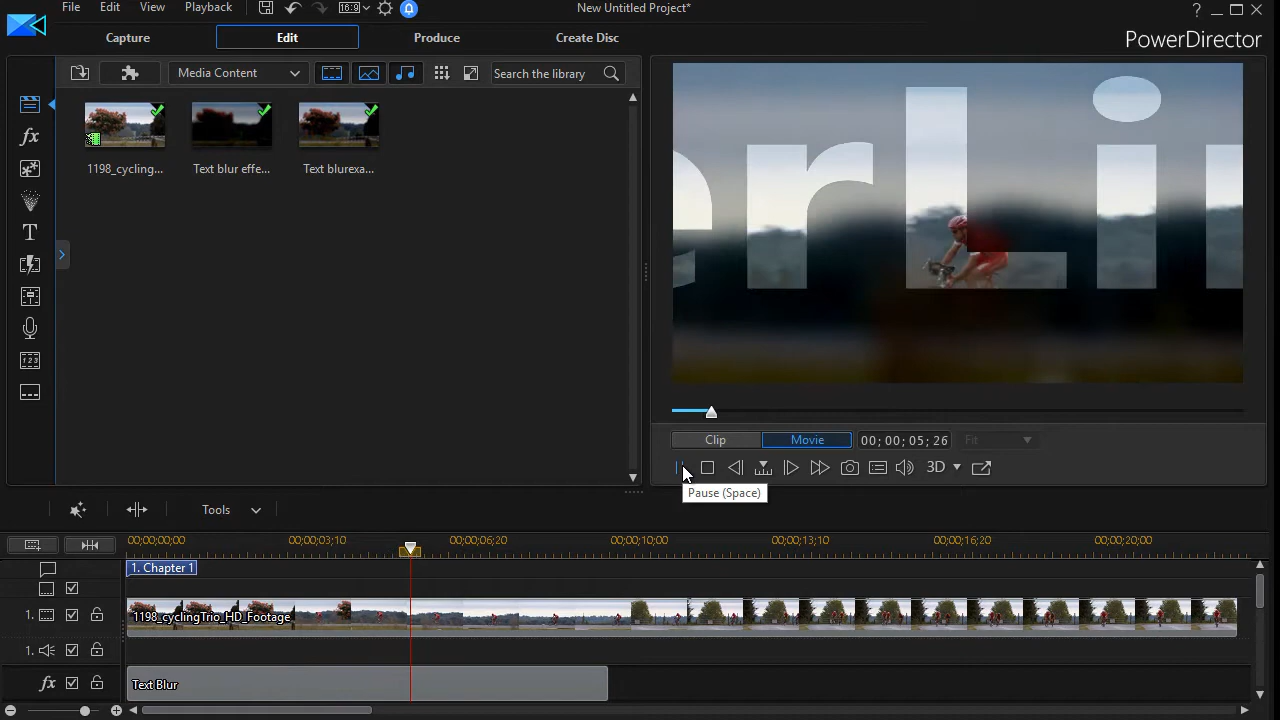 File Edit View Playback
16:9
New Untitled Project*
?
Capture
Edit
Produce
Create Disc
PowerDirector
Media Content
Search the library
1198_cycling...
Text blur effe...
Text blurexa...
erLin
fx
T
Clip
Movie
00; 00; 05; 26
Fit
3D
Pause (Space)
Tools
00;00;00;00
00;00;03;10
00;00;06;20
00;00;10;00
00;00;13;10
00;00;16;20
00;00;20;00
1. Chapter 1
1.
1198_cyclingTrio_HD_Footage
1.
fx
Text Blur